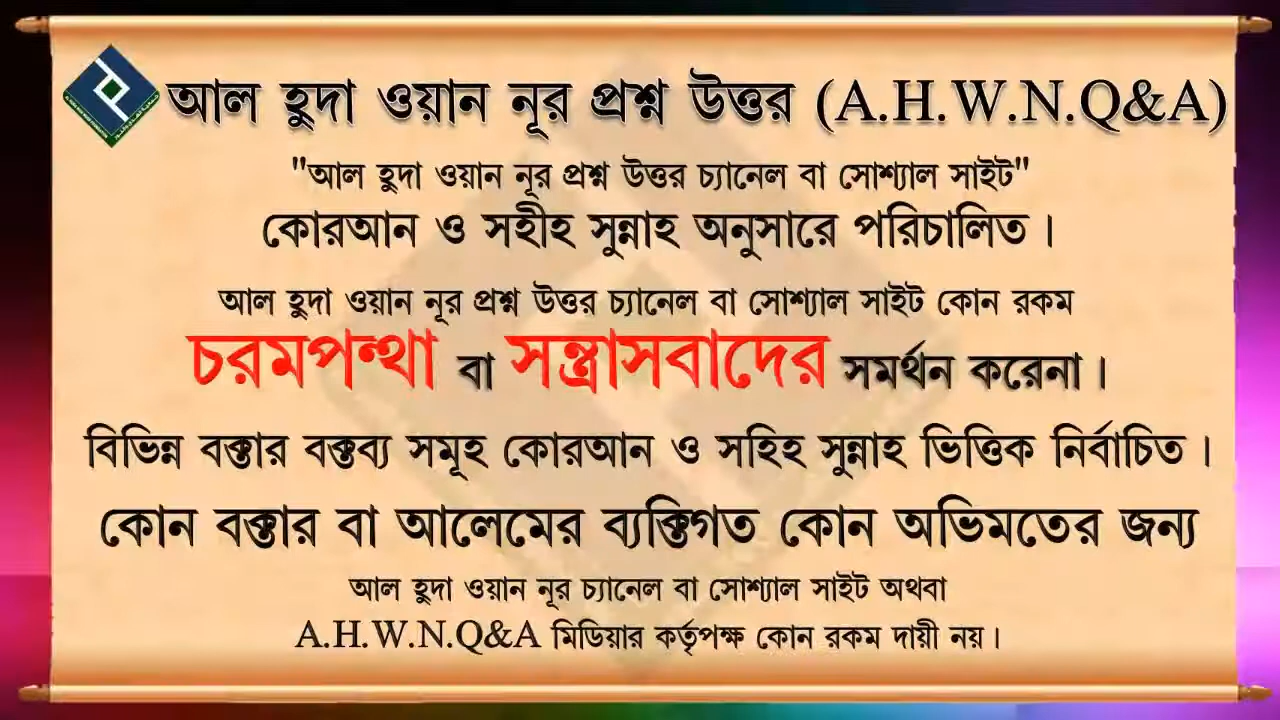 আল হুদা ওয়ান নূর প্রশ্ন উত্তর (A.H.W.N.Q&A)
"আল হুদা ওয়ান নূর প্রশ্ন উত্তর চ্যানেল বা সোশ্যাল সাইট"
কোরআন ও সহীহ সুন্নাহ অনুসারে পরিচালিত।
আল হুদা ওয়ান নূর প্রশ্ন উত্তর চ্যানেল বা সোশ্যাল সাইট কোন রকম
চরমপন্থা বা সন্ত্রাসবাদের সমর্থন করেনা।
বিভিন্ন বক্তার বক্তব্য সমূহ কোরআন ও সহিহ সুন্নাহ ভিত্তিক নির্বাচিত।
কোন বক্তার বা আলেমের ব্যক্তিগত কোন অভিমতের জন্য
আল হুদা ওয়ান নূর চ্যানেল বা সোশ্যাল সাইট অথবা
A.H.W.N.Q&A মিডিয়ার কর্তৃপক্ষ কোন রকম দায়ী নয়।